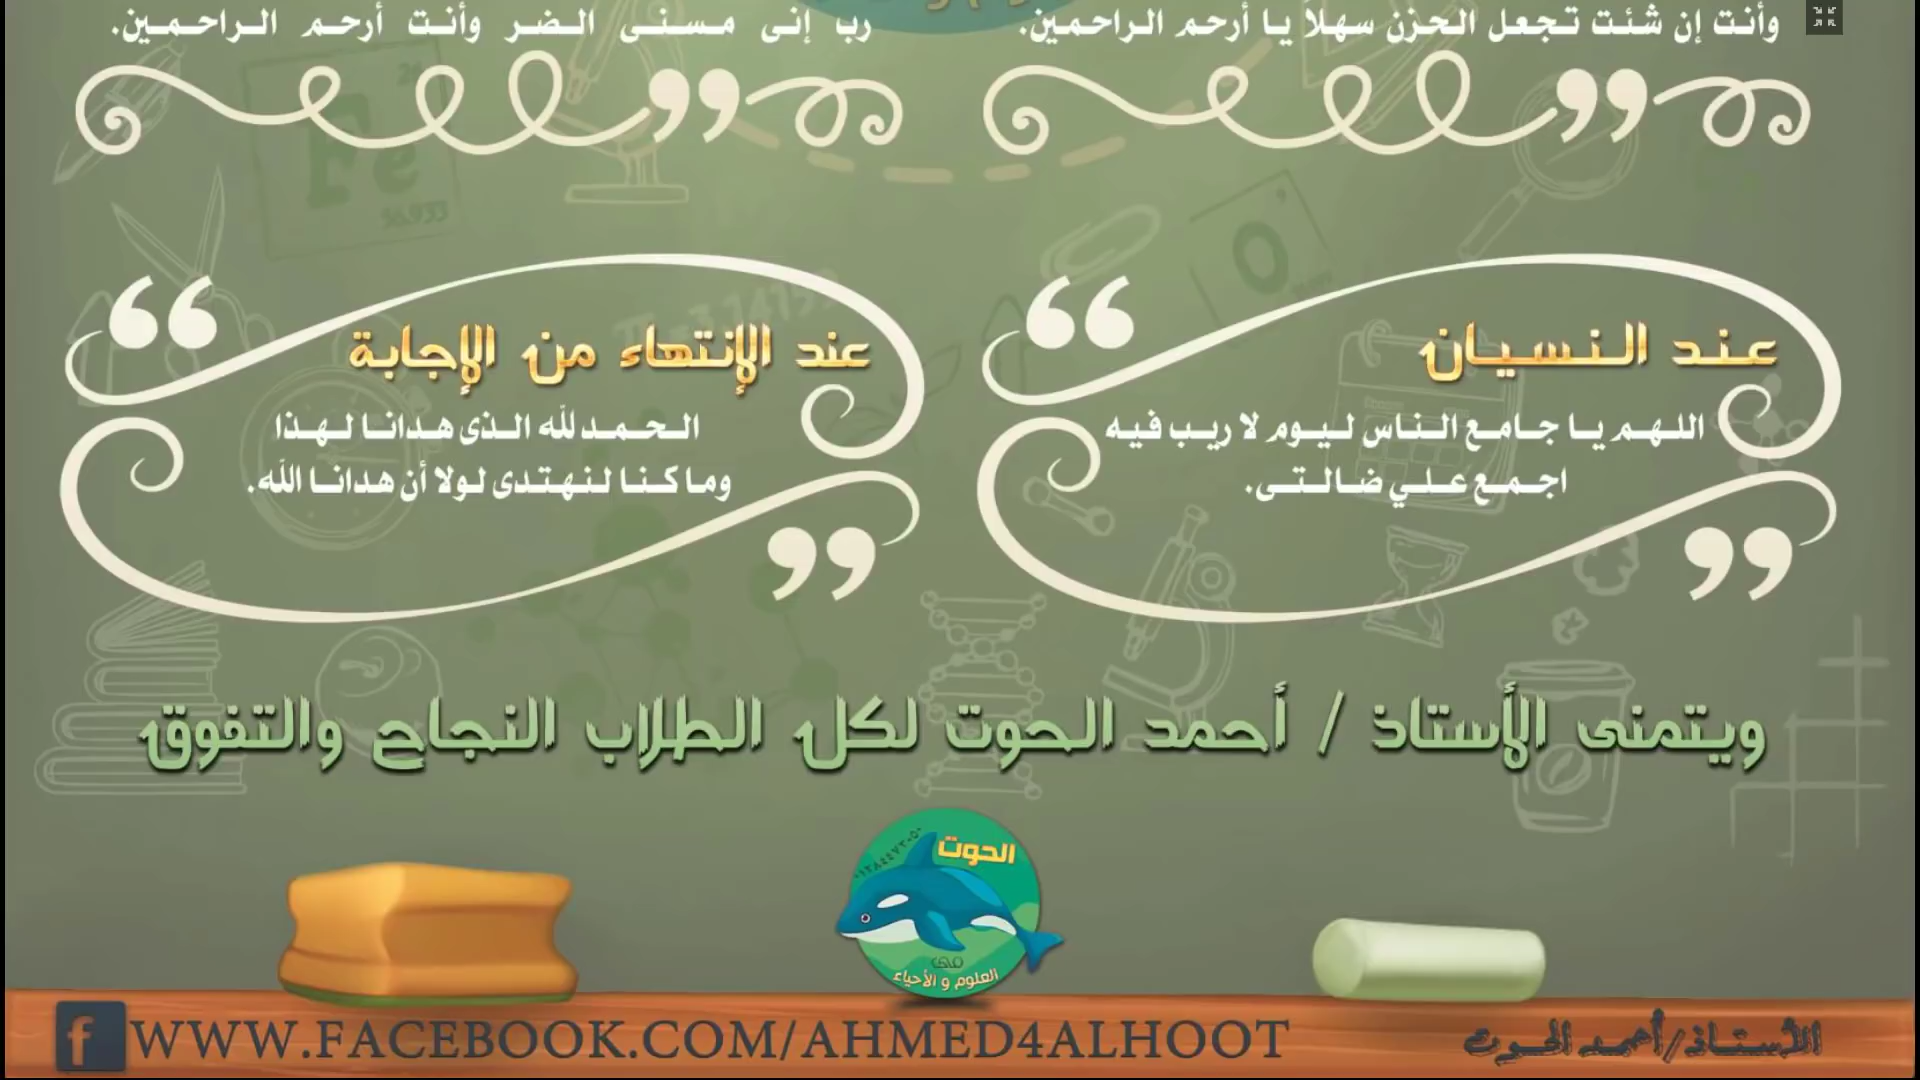 وأنت إن شئت تجعل الحزن سهلاً يا أرحم الراحمين.
رب إنى مسنى الضر وأنت أرحم الراحمين.
عند النسيان
اللهم يا جامع الناس ليوم لا ريب فيه
اجمع علي ضالتى.
عند الإنتهاء من الإجابة
الحمد لله الذى هدانا لهذا
وما كنا لنهتدى لولا أن هدانا الله.
ويتمنى الأستاذ / أحمد الحوت لكل الطلاب النجاح والتفوق
الحوت
فى
العلوم و الأحياء
f WWW.FACEBOOK.COM/AHMED4ALHOOT
الأستاذ/أحمد الحوت
Fe
O